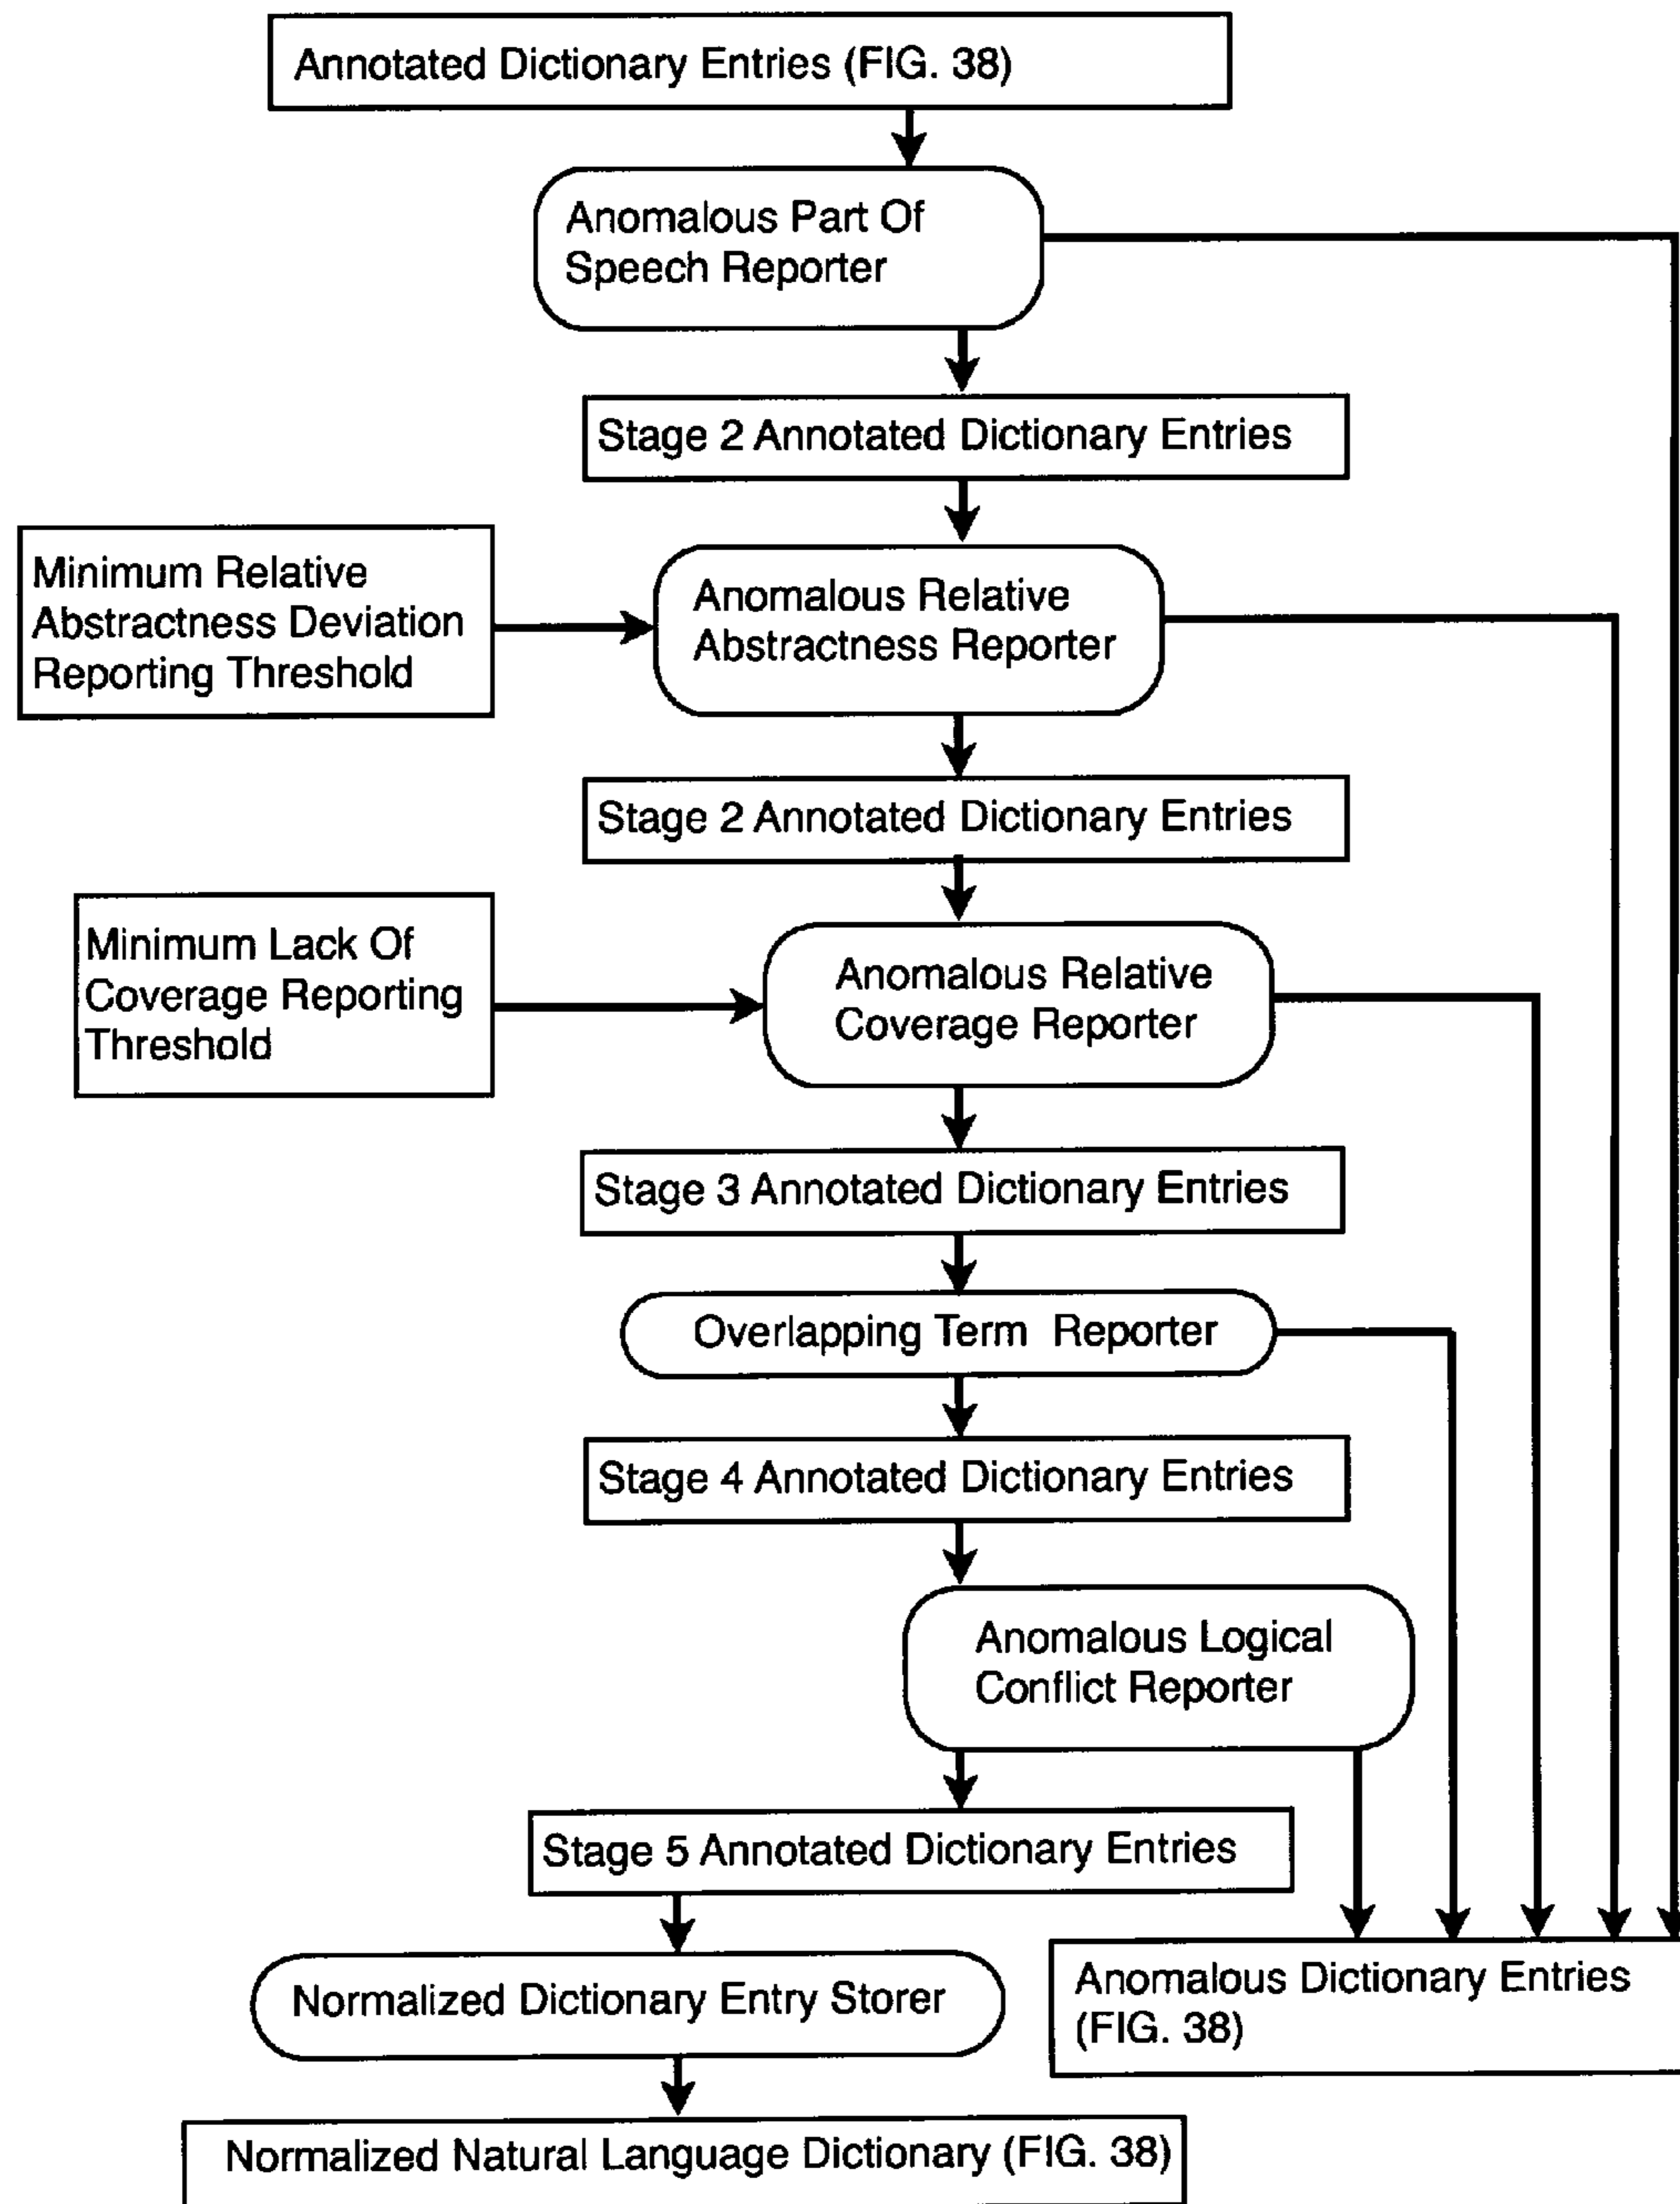 Annotated Dictionary Entries (FIG. 38)
Anomalous Part Of
Speech Reporter
Stage 2 Annotated Dictionary Entries
Minimum Relative
Abstractness Deviation
Reporting Threshold
Anomalous Relative
Abstractness Reporter
Stage 2 Annotated Dictionary Entries
Minimum Lack Of
Coverage Reporting
Threshold
Anomalous Relative
Coverage Reporter
Stage 3 Annotated Dictionary Entries
Overlapping Term Reporter
Stage 4 Annotated Dictionary Entries
Anomalous Logical
Conflict Reporter
Stage 5 Annotated Dictionary Entries
Normalized Dictionary Entry Storer
Anomalous Dictionary Entries
(FIG. 38)
Normalized Natural Language Dictionary (FIG. 38)